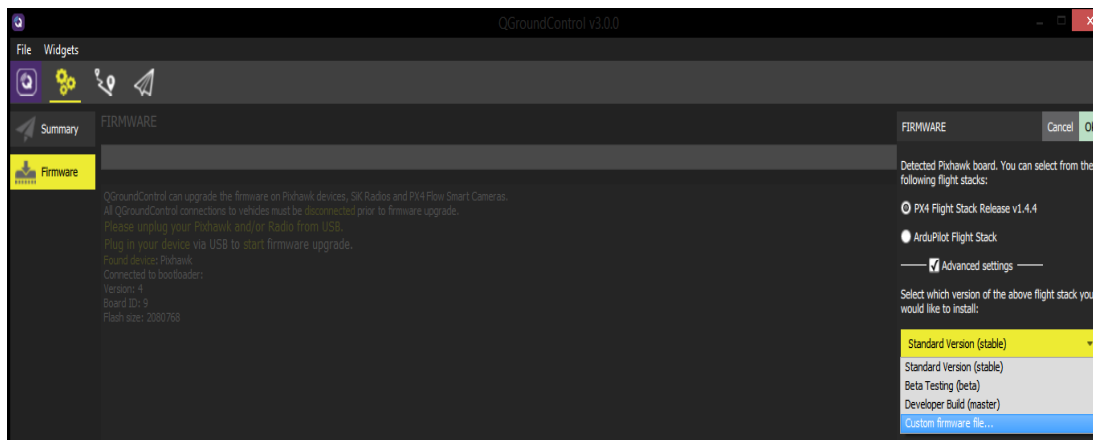 QGroundControl v3.0.0
File Widgets
Summary
Firmware
FIRMWARE
QGroundControl can upgrade the firmware on Pixhawk devices, SiK Radios and PX4 Flow Smart Cameras.
All QGroundControl connections to vehicles must be disconnected prior to firmware upgrade.
Please unplug your Pixhawk and/or Radio from USB.
Plug in your device via USB to start firmware upgrade.
Found device: Pixhawk
Connected to bootloader:
Version: 4
Board ID: 9
Flash size: 2080768
FIRMWARE Cancel
Detected Pixhawk board. You can select from the
following flight stacks:
PX4 Flight Stack Release v1.4.4
ArduPilot Flight Stack
Advanced settings
Select which version of the above flight stack you
would like to install:
Standard Version (stable)
Standard Version (stable)
Beta Testing (beta)
Developer Build (master)
Custom firmware file...